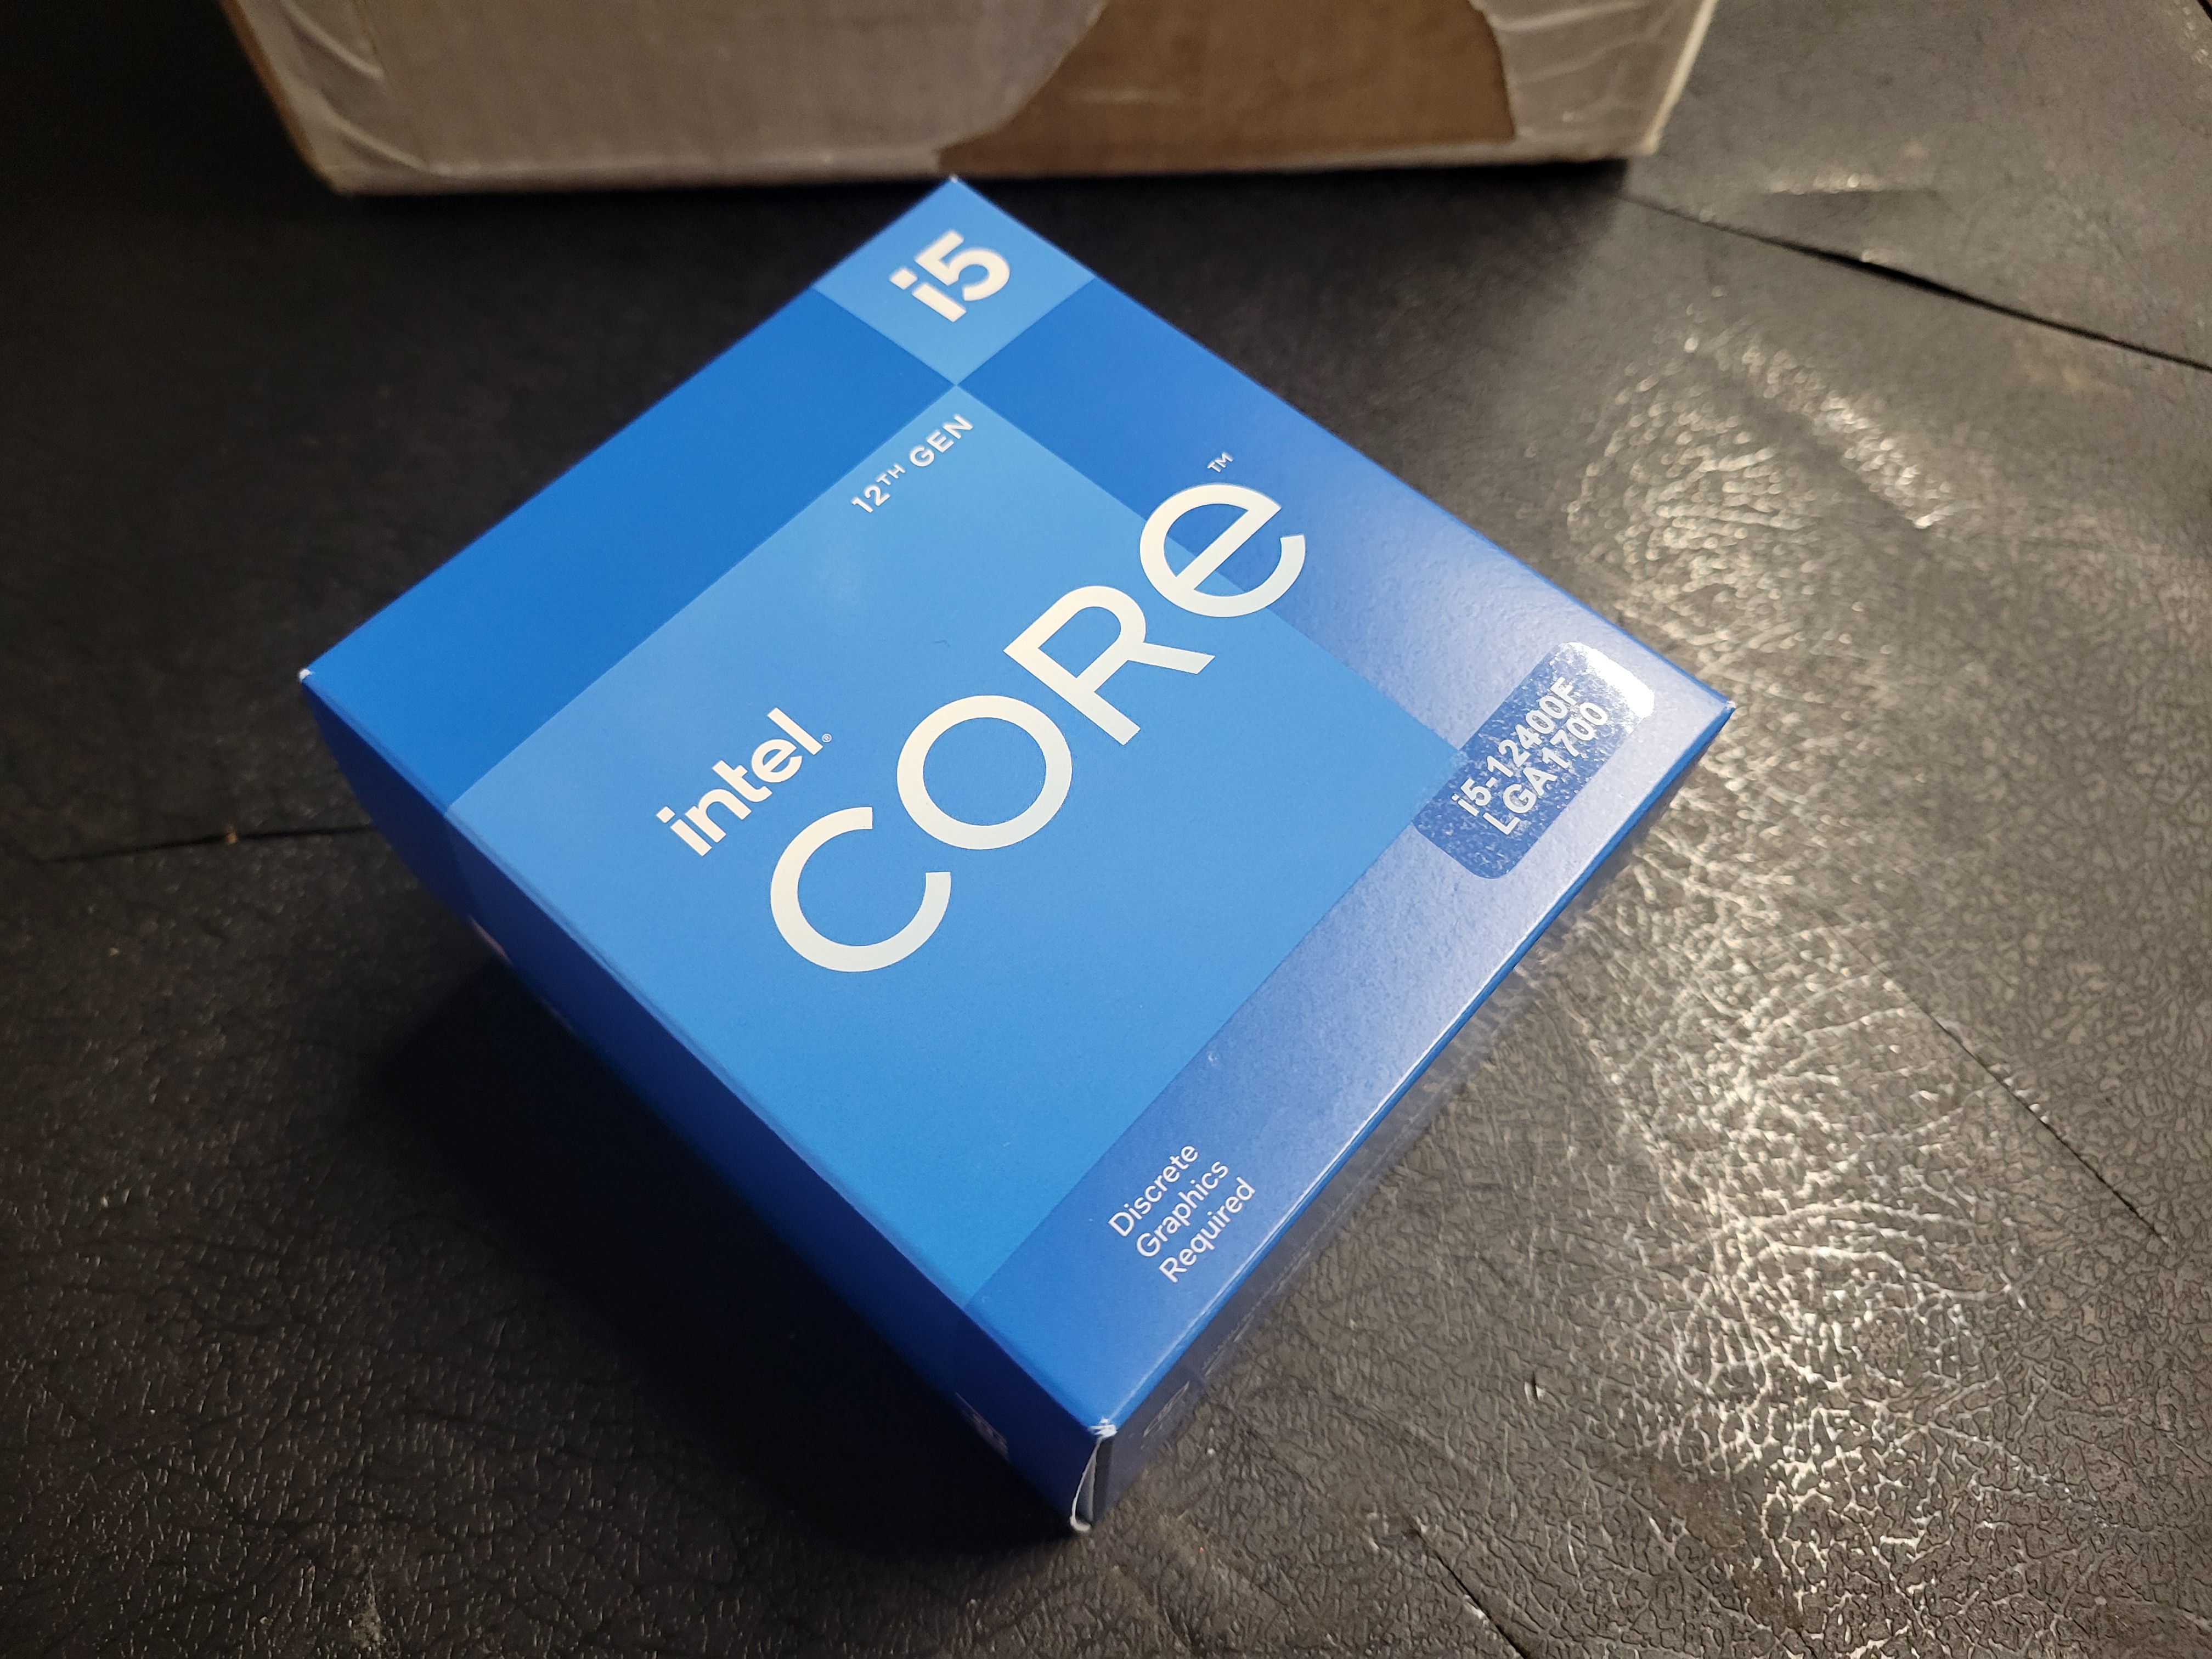 i5
12TH GEN
intel®
CORe™
i5-12400F
LGA1700
Discrete
Graphics
Required